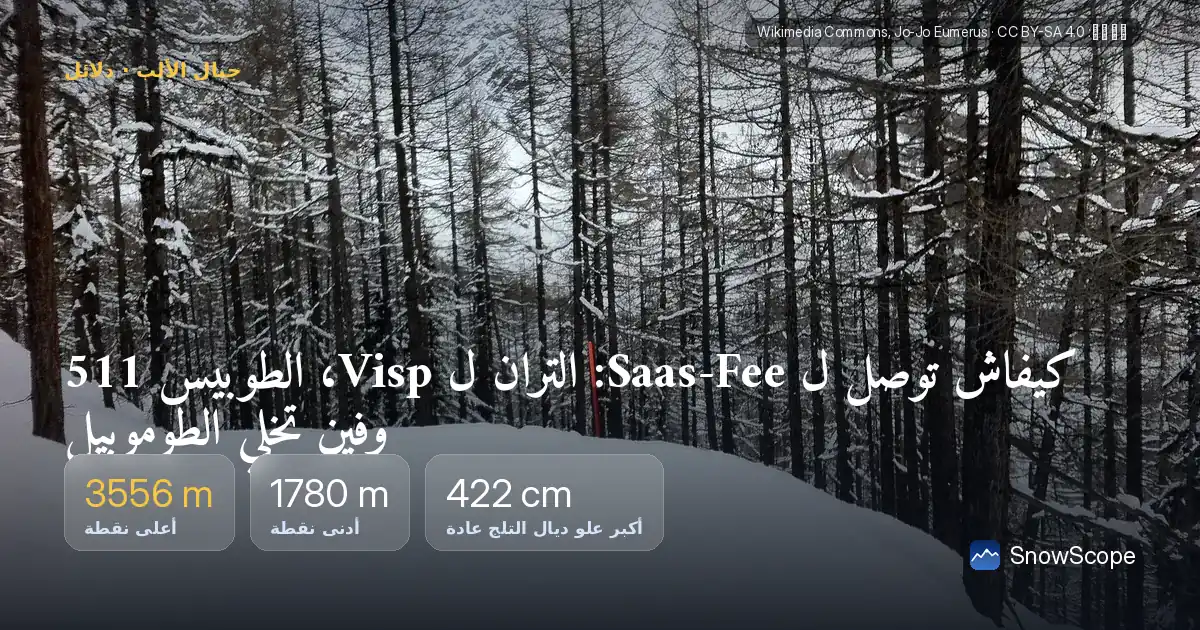 Wikimedia Commons, Jo-Jo Eumerus · CC BY-SA 4.0 :
جبال الألب · دلائل
كيفاش توصل ل Saas-Fee: التران ل Visp، الطوبيس 511
وفين تخلي الطوموبيل
3556 m
أعلى نقطة
1780 m
أدنى نقطة
422 cm
أكبر علو ديال التلج عادة
SnowScope